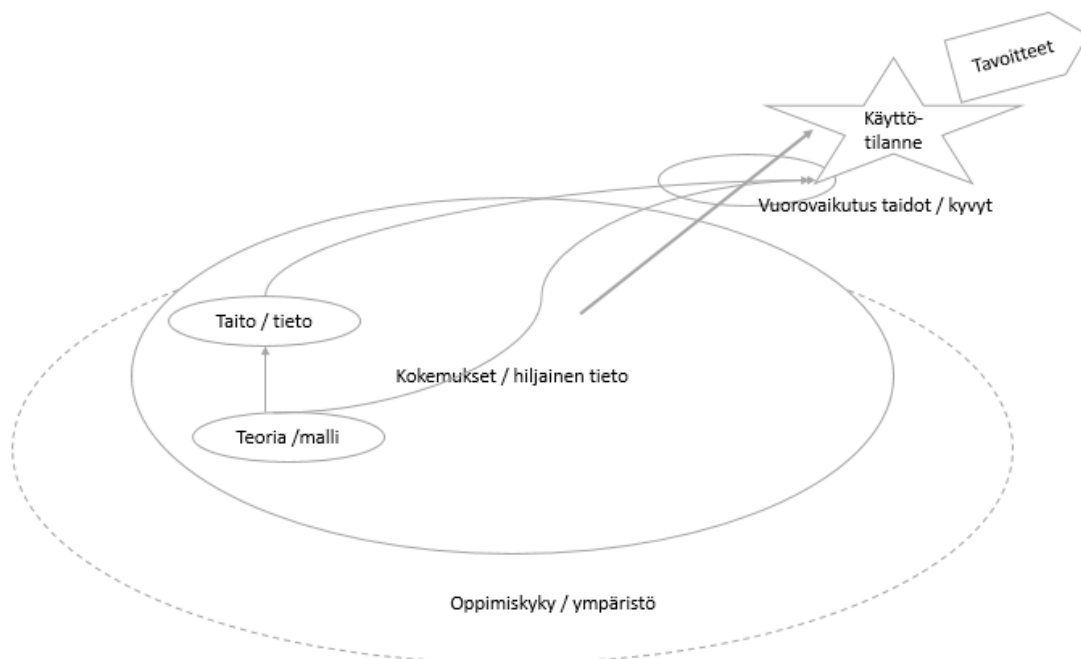 Tavoitteet
Käyttö-
tilanne
Vuorovaikutus taidot / kyvyt
Taito / tieto
Kokemukset / hiljainen tieto
Teoria /malli
Oppimiskyky / ympäristö